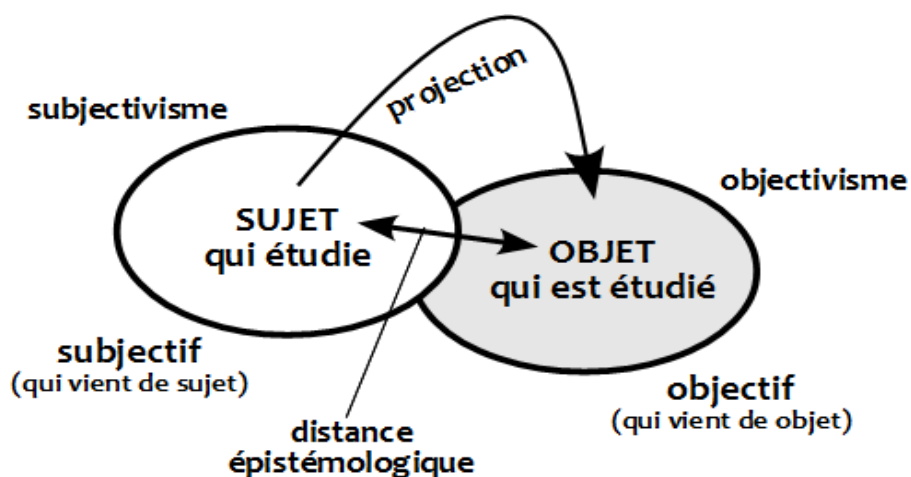 projection
subjectivisme
objectivisme
SUJET
qui étudie
OBJET
qui est étudié
subjectif
(qui vient de sujet)
objectif
(qui vient de objet)
distance
épistémologique